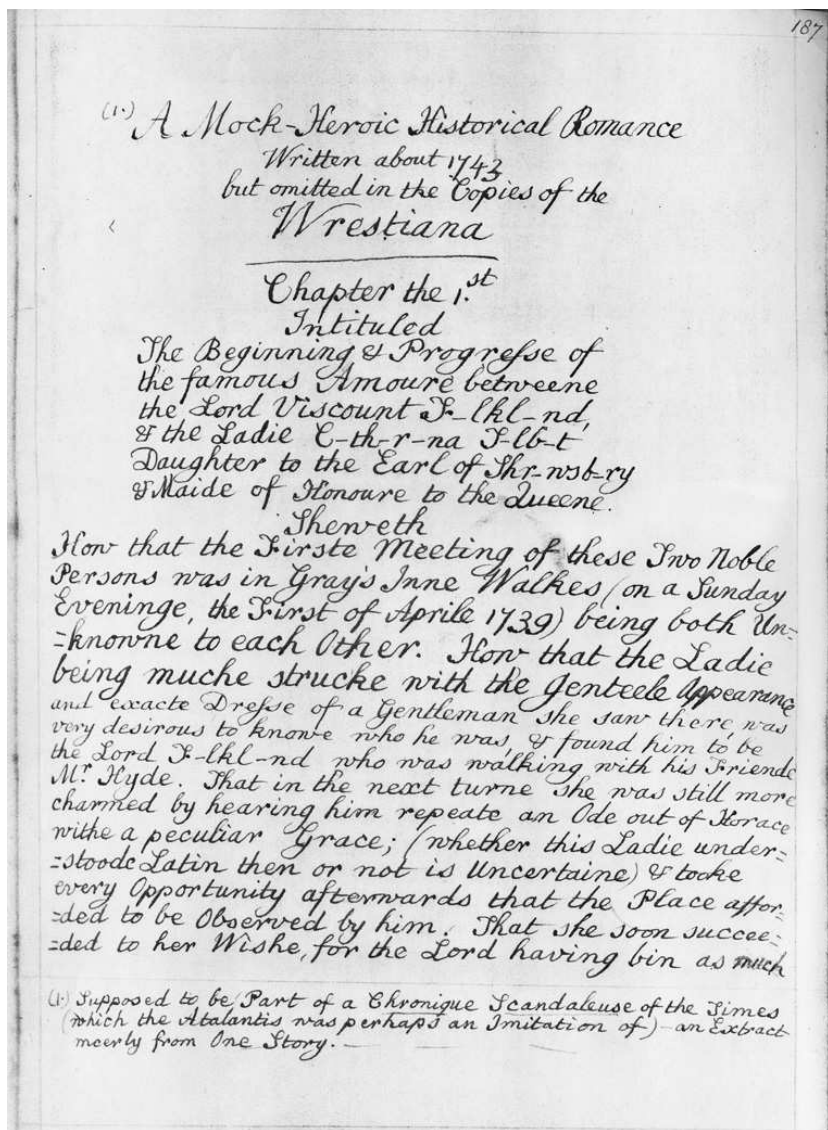 187
(1.) A Mock-Heroic Historical Romance
Written about 1743
but omitted in the Copies of the
Wrestiana
Chapter the 1.st
Intituled
The Beginning & Progresse of
the famous Amoure betweene
the Lord Viscount F-lkl-nd,
& the Ladie C-th-r-na T-lb-t
Daughter to the Earl of Shr-wsb-ry
& Maide of Honoure to the Queene.
Sheweth
How that the Firste Meeting of these Two Noble
Persons was in Gray's Inne Walkes (on a Sunday
Eveninge, the First of Aprile 1739) being both Un=
=knowne to each Other. How that the Ladie
being muche strucke with the Genteele Appearance
and exacte Dresse of a Gentleman she saw there, was
very desirous to knowe who he was, & found him to be
the Lord F-lkl-nd who was walking with his Friende
Mr. Hyde. That in the next turne she was still more
charmed by hearing him repeate an Ode out of Horace
withe a peculiar Grace; (whether this Ladie under=
=stoode Latin then or not is Uncertaine) & tooke
every Opportunity afterwards that the Place affor=
=ded to be Observed by him. That she soon succee=
=ded to her Wishe, for the Lord having bin as much
(1.) Supposed to be Part of a Chronique Scandaleuse of the Times
(which the Atalantis was perhaps an Imitation of) - an Extract
meerly from One Story.